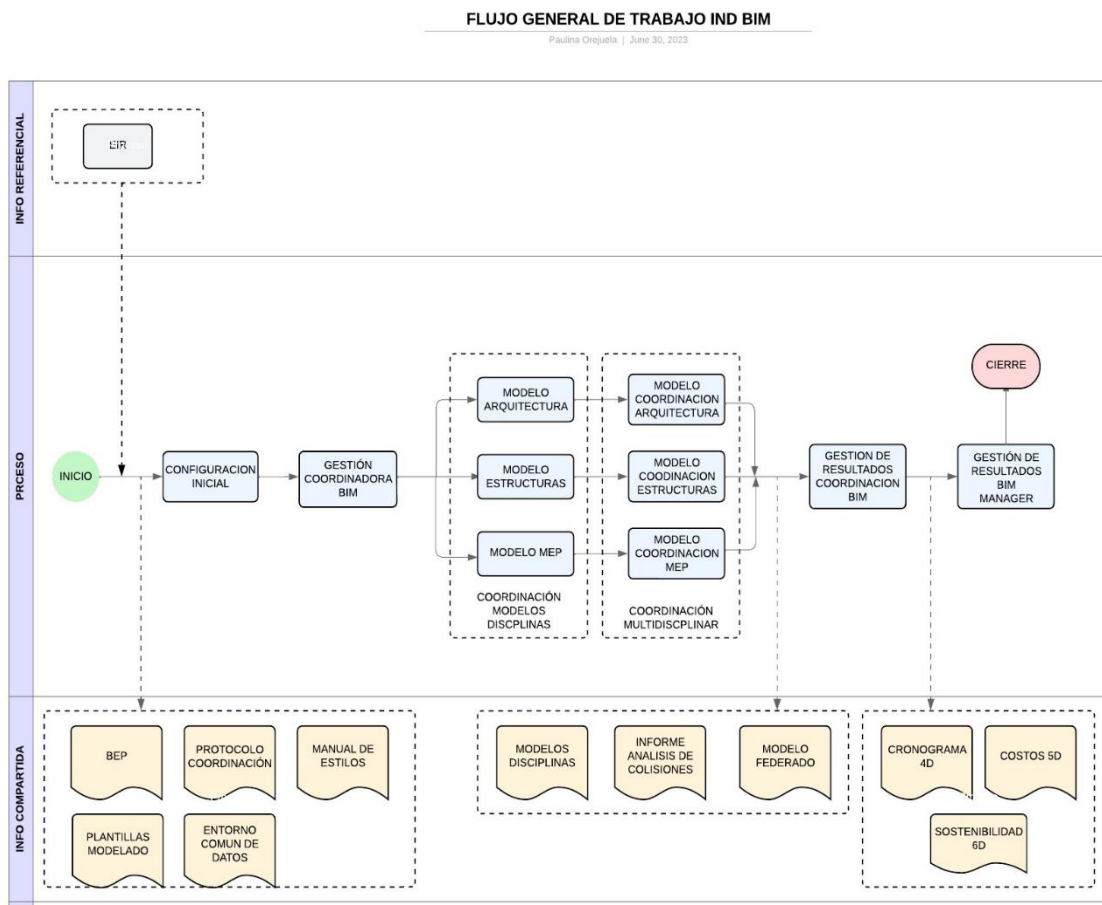 FLUJO GENERAL DE TRABAJO IND BIM
Paulina Orejuela | June 30, 2023
INFO REFERENCIAL
EIR
PRCESO
INICIO
CONFIGURACION
INICIAL
GESTIÓN
COORDINADORA
BIM
MODELO
ARQUITECTURA
MODELO
ESTRUCTURAS
MODELO MEP
COORDINACIÓN
MODELOS
DISCPLINAS
MODELO
COORDINACION
ARQUITECTURA
MODELO
COODINACION
ESTRUCTURAS
MODELO
COORDINACION
MEP
COORDINACIÓN
MULTIDISCPLINAR
GESTION DE
RESULTADOS
COORDINACION
BIM
GESTIÓN DE
RESULTADOS
BIM
MANAGER
CIERRE
INFO COMPARTIDA
BEP
PROTOCOLO
COORDINACIÓN
MANUAL DE
ESTILOS
PLANTILLAS
MODELADO
ENTORNO
COMUN DE
DATOS
MODELOS
DISCIPLINAS
INFORME
ANALISIS DE
COLISIONES
MODELO
FEDERADO
CRONOGRAMA
4D
COSTOS 5D
SOSTENIBILIDAD
6D